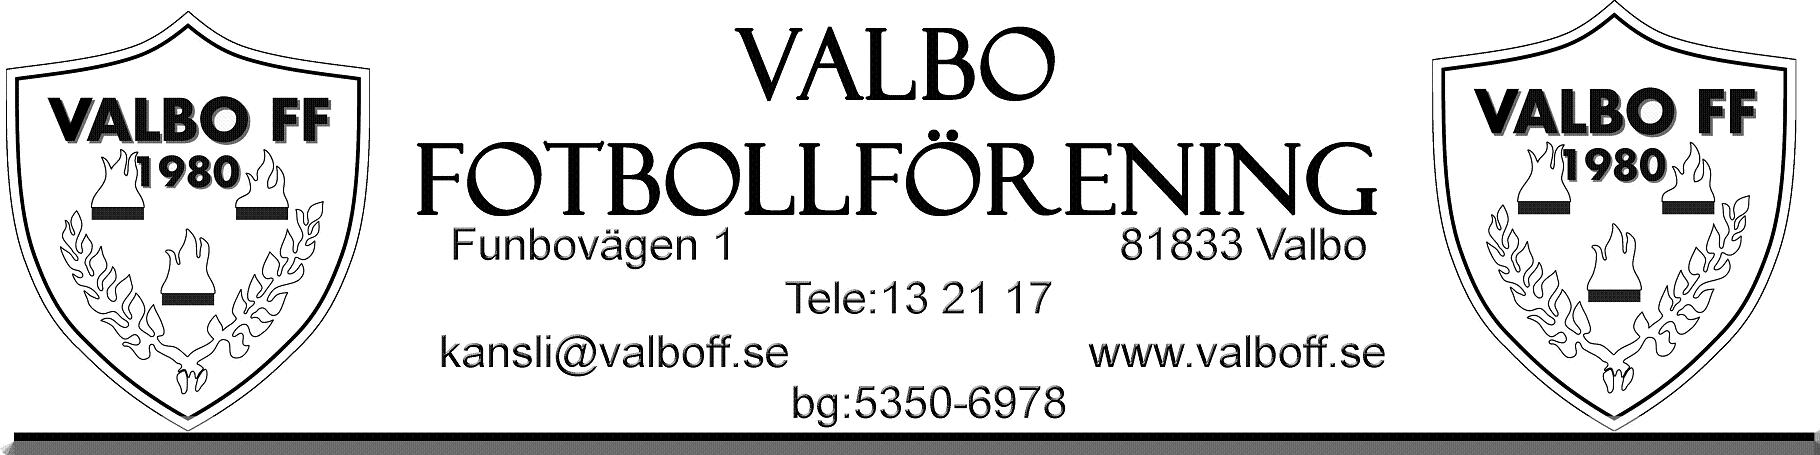 VALBO FF
1980
VALBO
FOTBOLLFÖRENING
Funbovägen 1 81833 Valbo
Tele:13 21 17
kansli@valboff.se www.valboff.se
bg:5350-6978
VALBO FF
1980